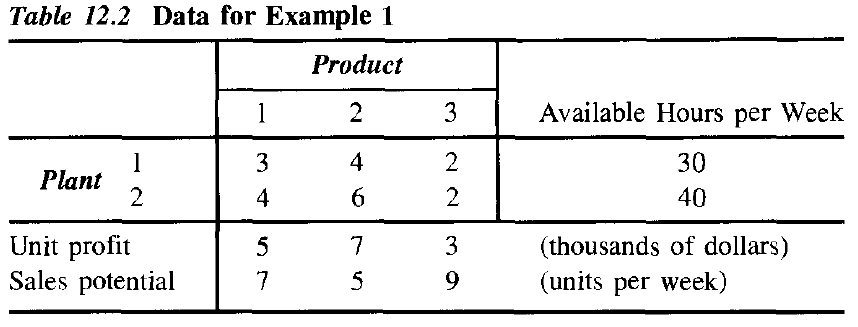 Table 12.2 Data for Example 1
Product
1 2 3 Available Hours per Week
Plant 1 3 4 2 30
2 4 6 2 40
Unit profit 5 7 3 (thousands of dollars)
Sales potential 7 5 9 (units per week)